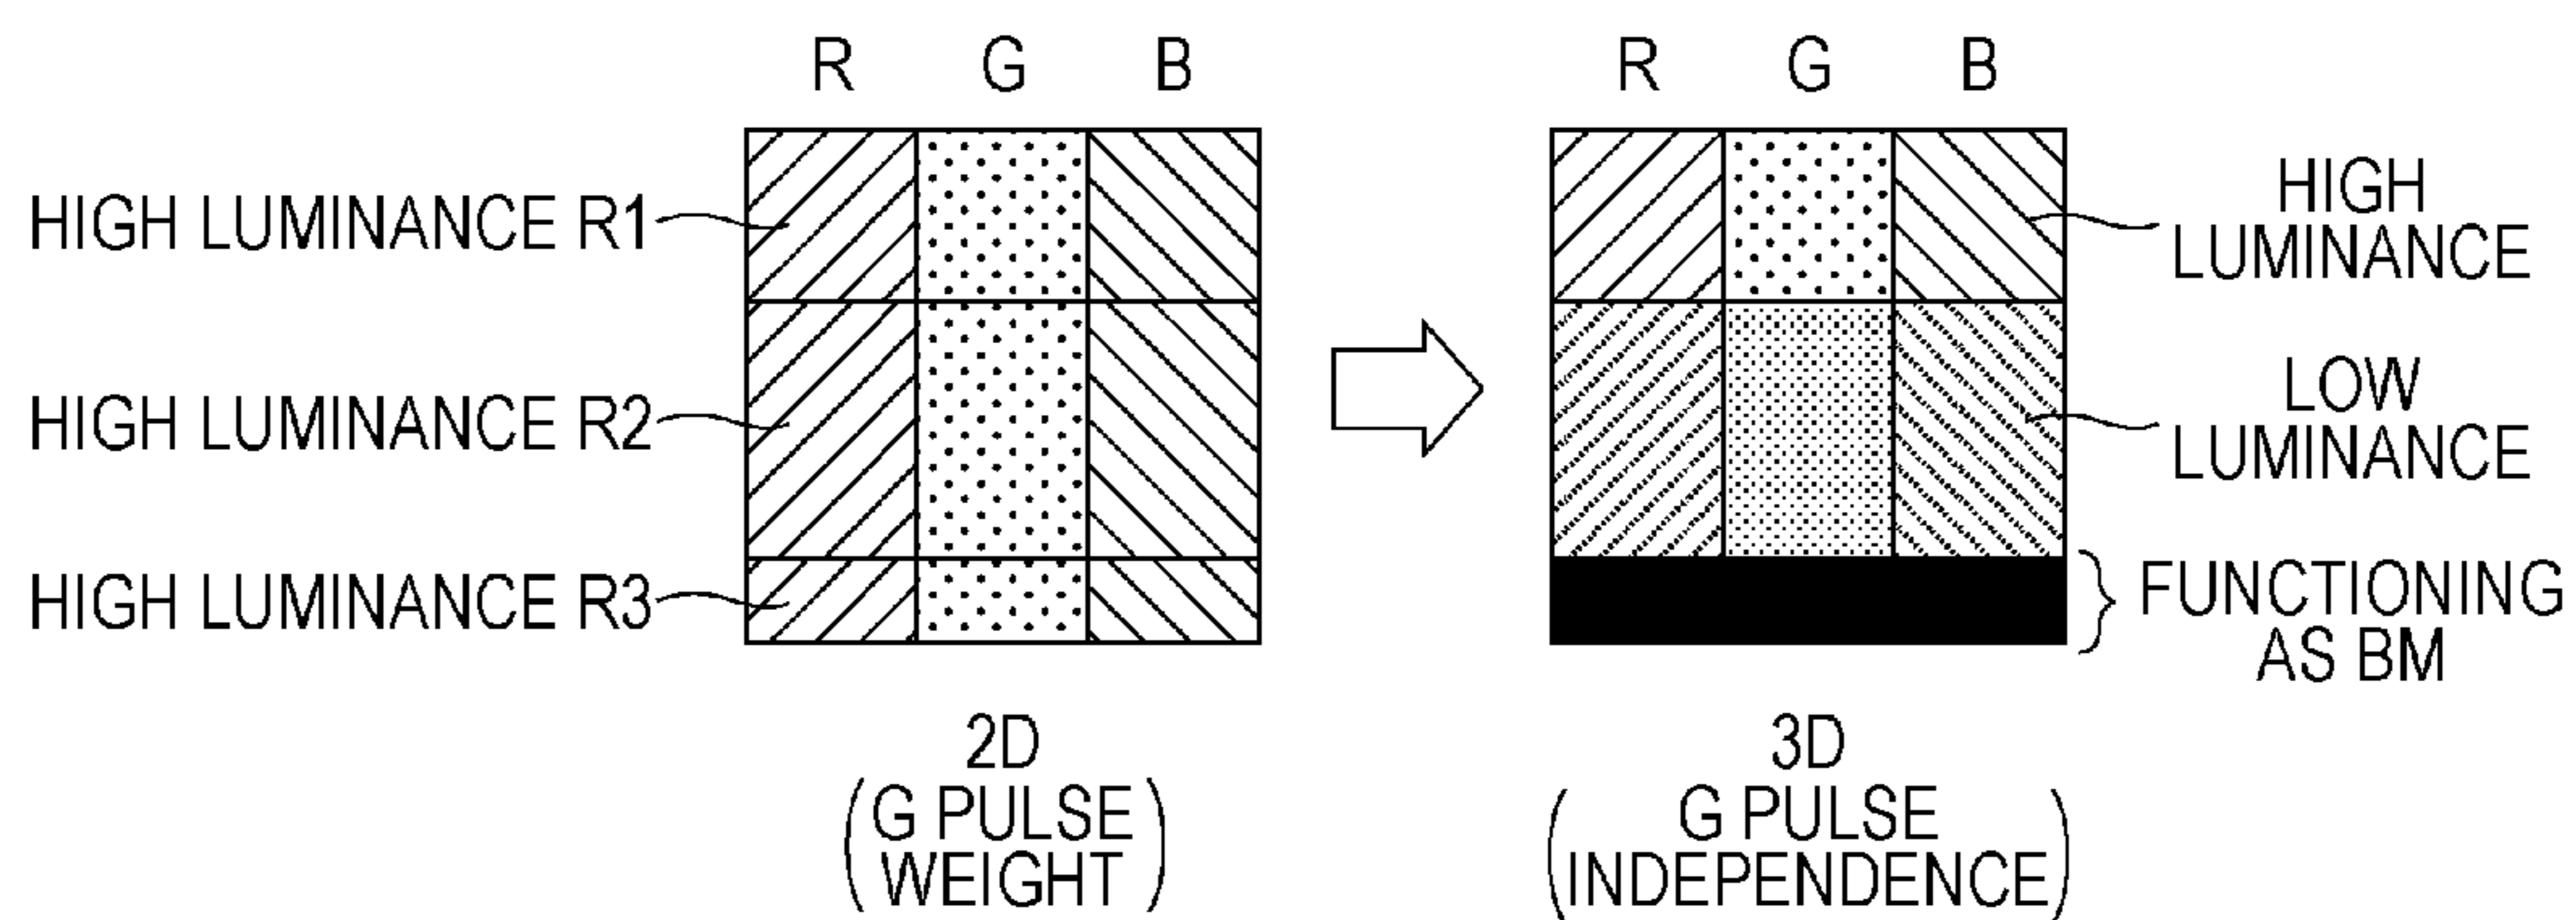 R G B
R G B
HIGH LUMINANCE R1
HIGH LUMINANCE R2
HIGH LUMINANCE R3
HIGH
LUMINANCE
LOW
LUMINANCE
FUNCTIONING
AS BM
2D
(G PULSE
WEIGHT)
3D
(G PULSE
INDEPENDENCE)